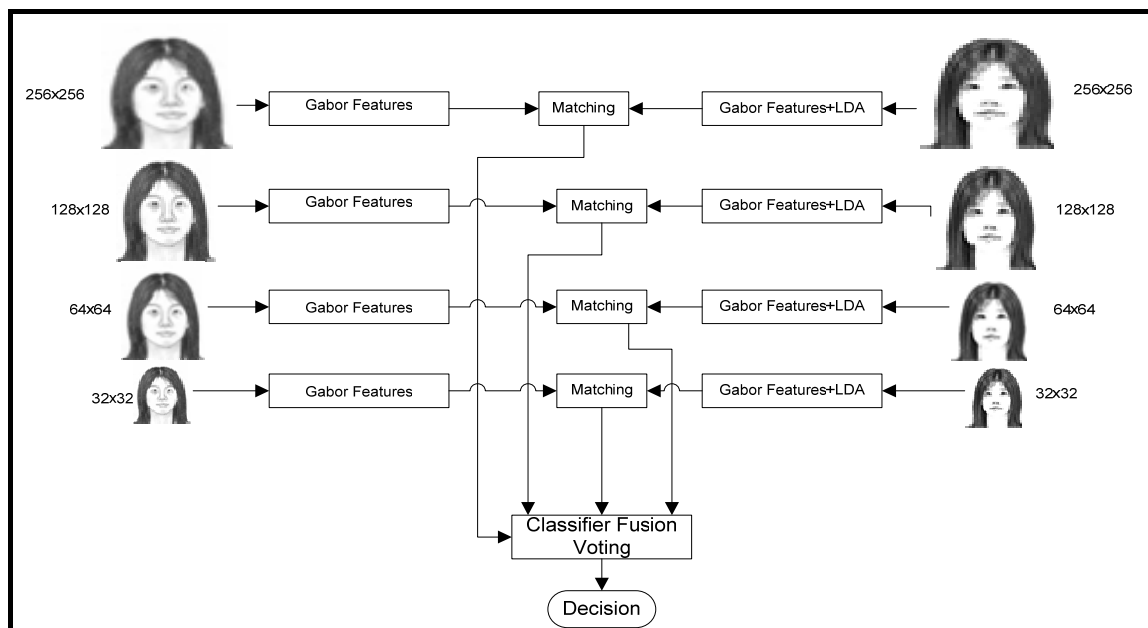 256x256
Gabor Features
Matching
Gabor Features+LDA
256x256
128x128
Gabor Features
Matching
Gabor Features+LDA
128x128
64x64
Gabor Features
Matching
Gabor Features+LDA
64x64
32x32
Gabor Features
Matching
Gabor Features+LDA
32x32
Classifier Fusion
Voting
Decision